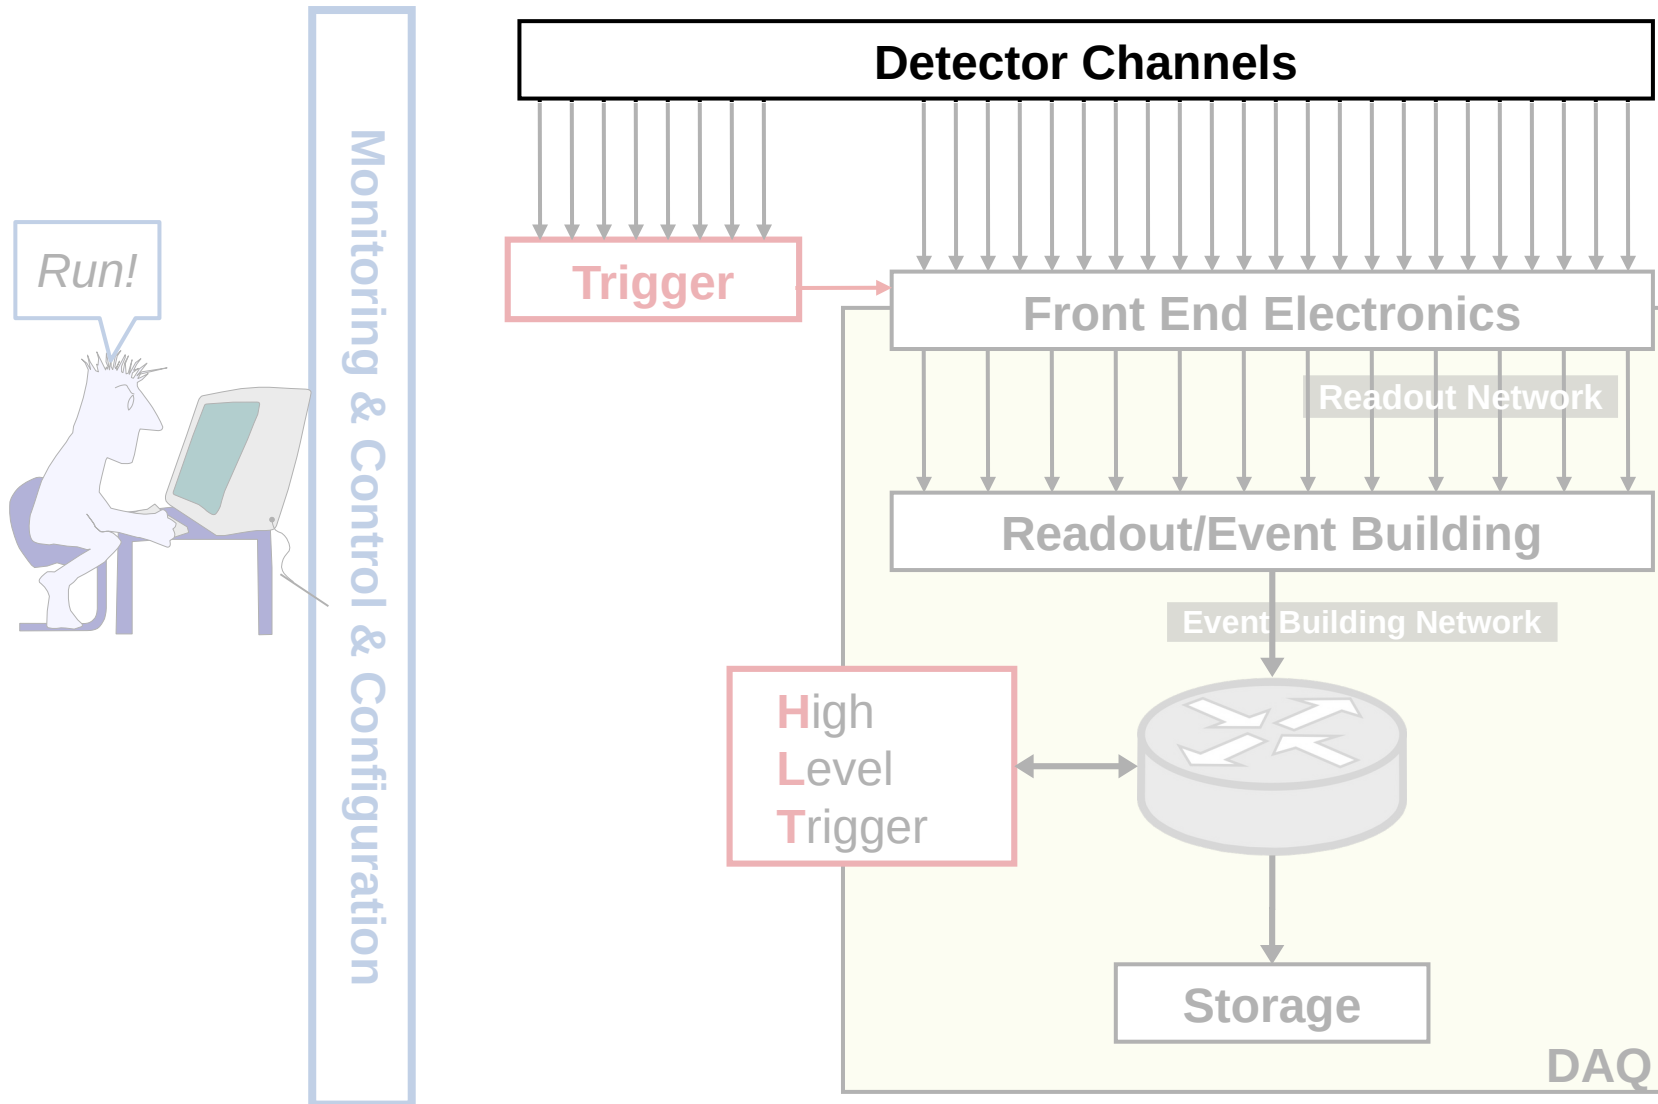 Detector Channels
Monitoring & Control & Configuration
Run!
Trigger
Front End Electronics
Readout Network
Readout/Event Building
Event Building Network
High
Level
Trigger
Storage
DAQ